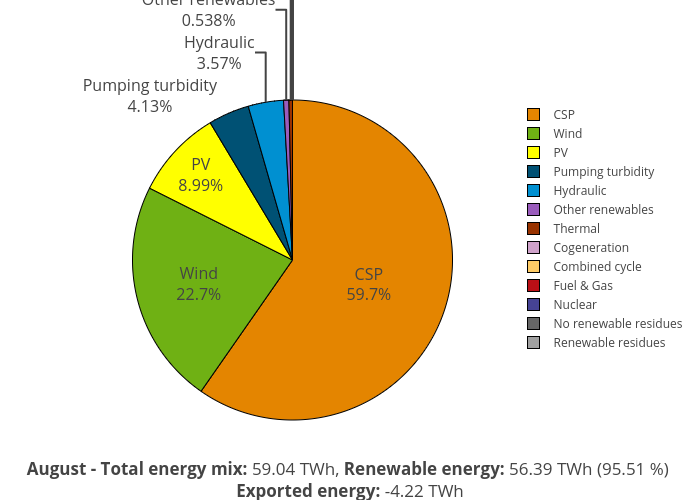 Other renewables
0.538%
Hydraulic
3.57%
Pumping turbidity
4.13%
PV
8.99%
Wind
22.7%
CSP
59.7%
CSP
Wind
PV
Pumping turbidity
Hydraulic
Other renewables
Thermal
Cogeneration
Combined cycle
Fuel & Gas
Nuclear
No renewable residues
Renewable residues
August - Total energy mix: 59.04 TWh, Renewable energy: 56.39 TWh (95.51 %)
Exported energy: -4.22 TWh